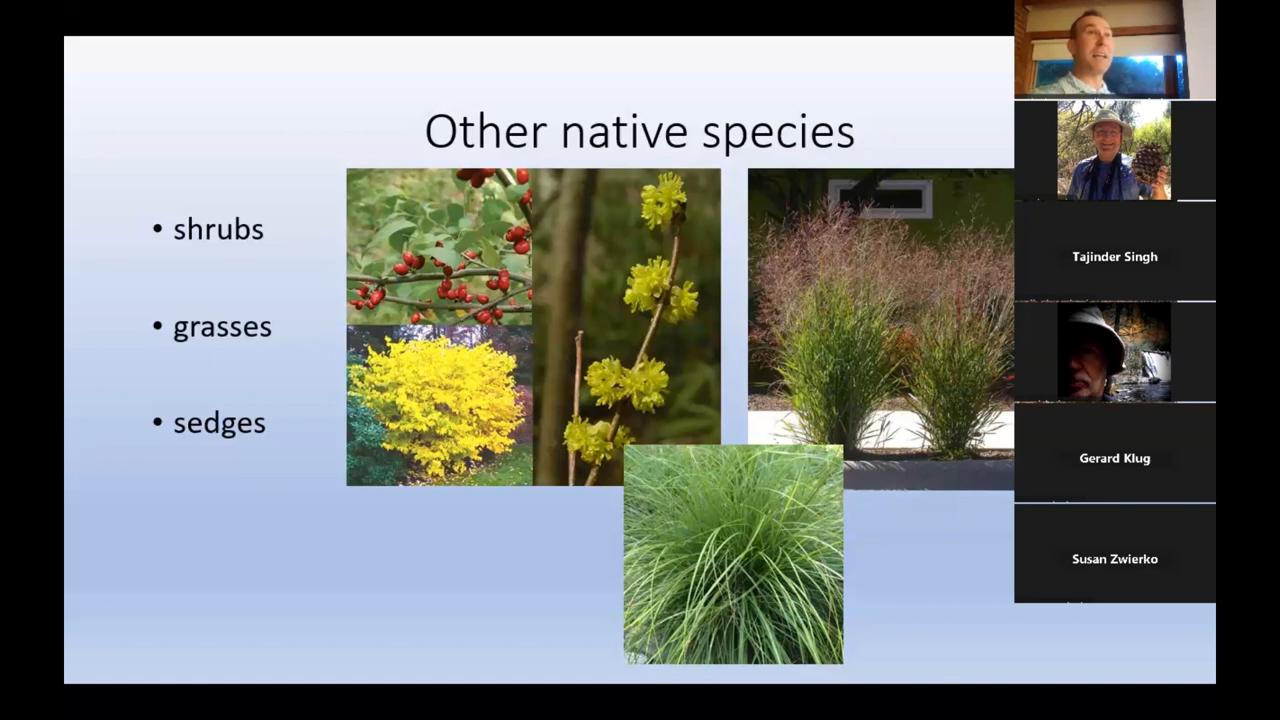 Other native species
• shrubs
• grasses
• sedges
Tajinder Singh
Gerard Klug
Susan Zwierko